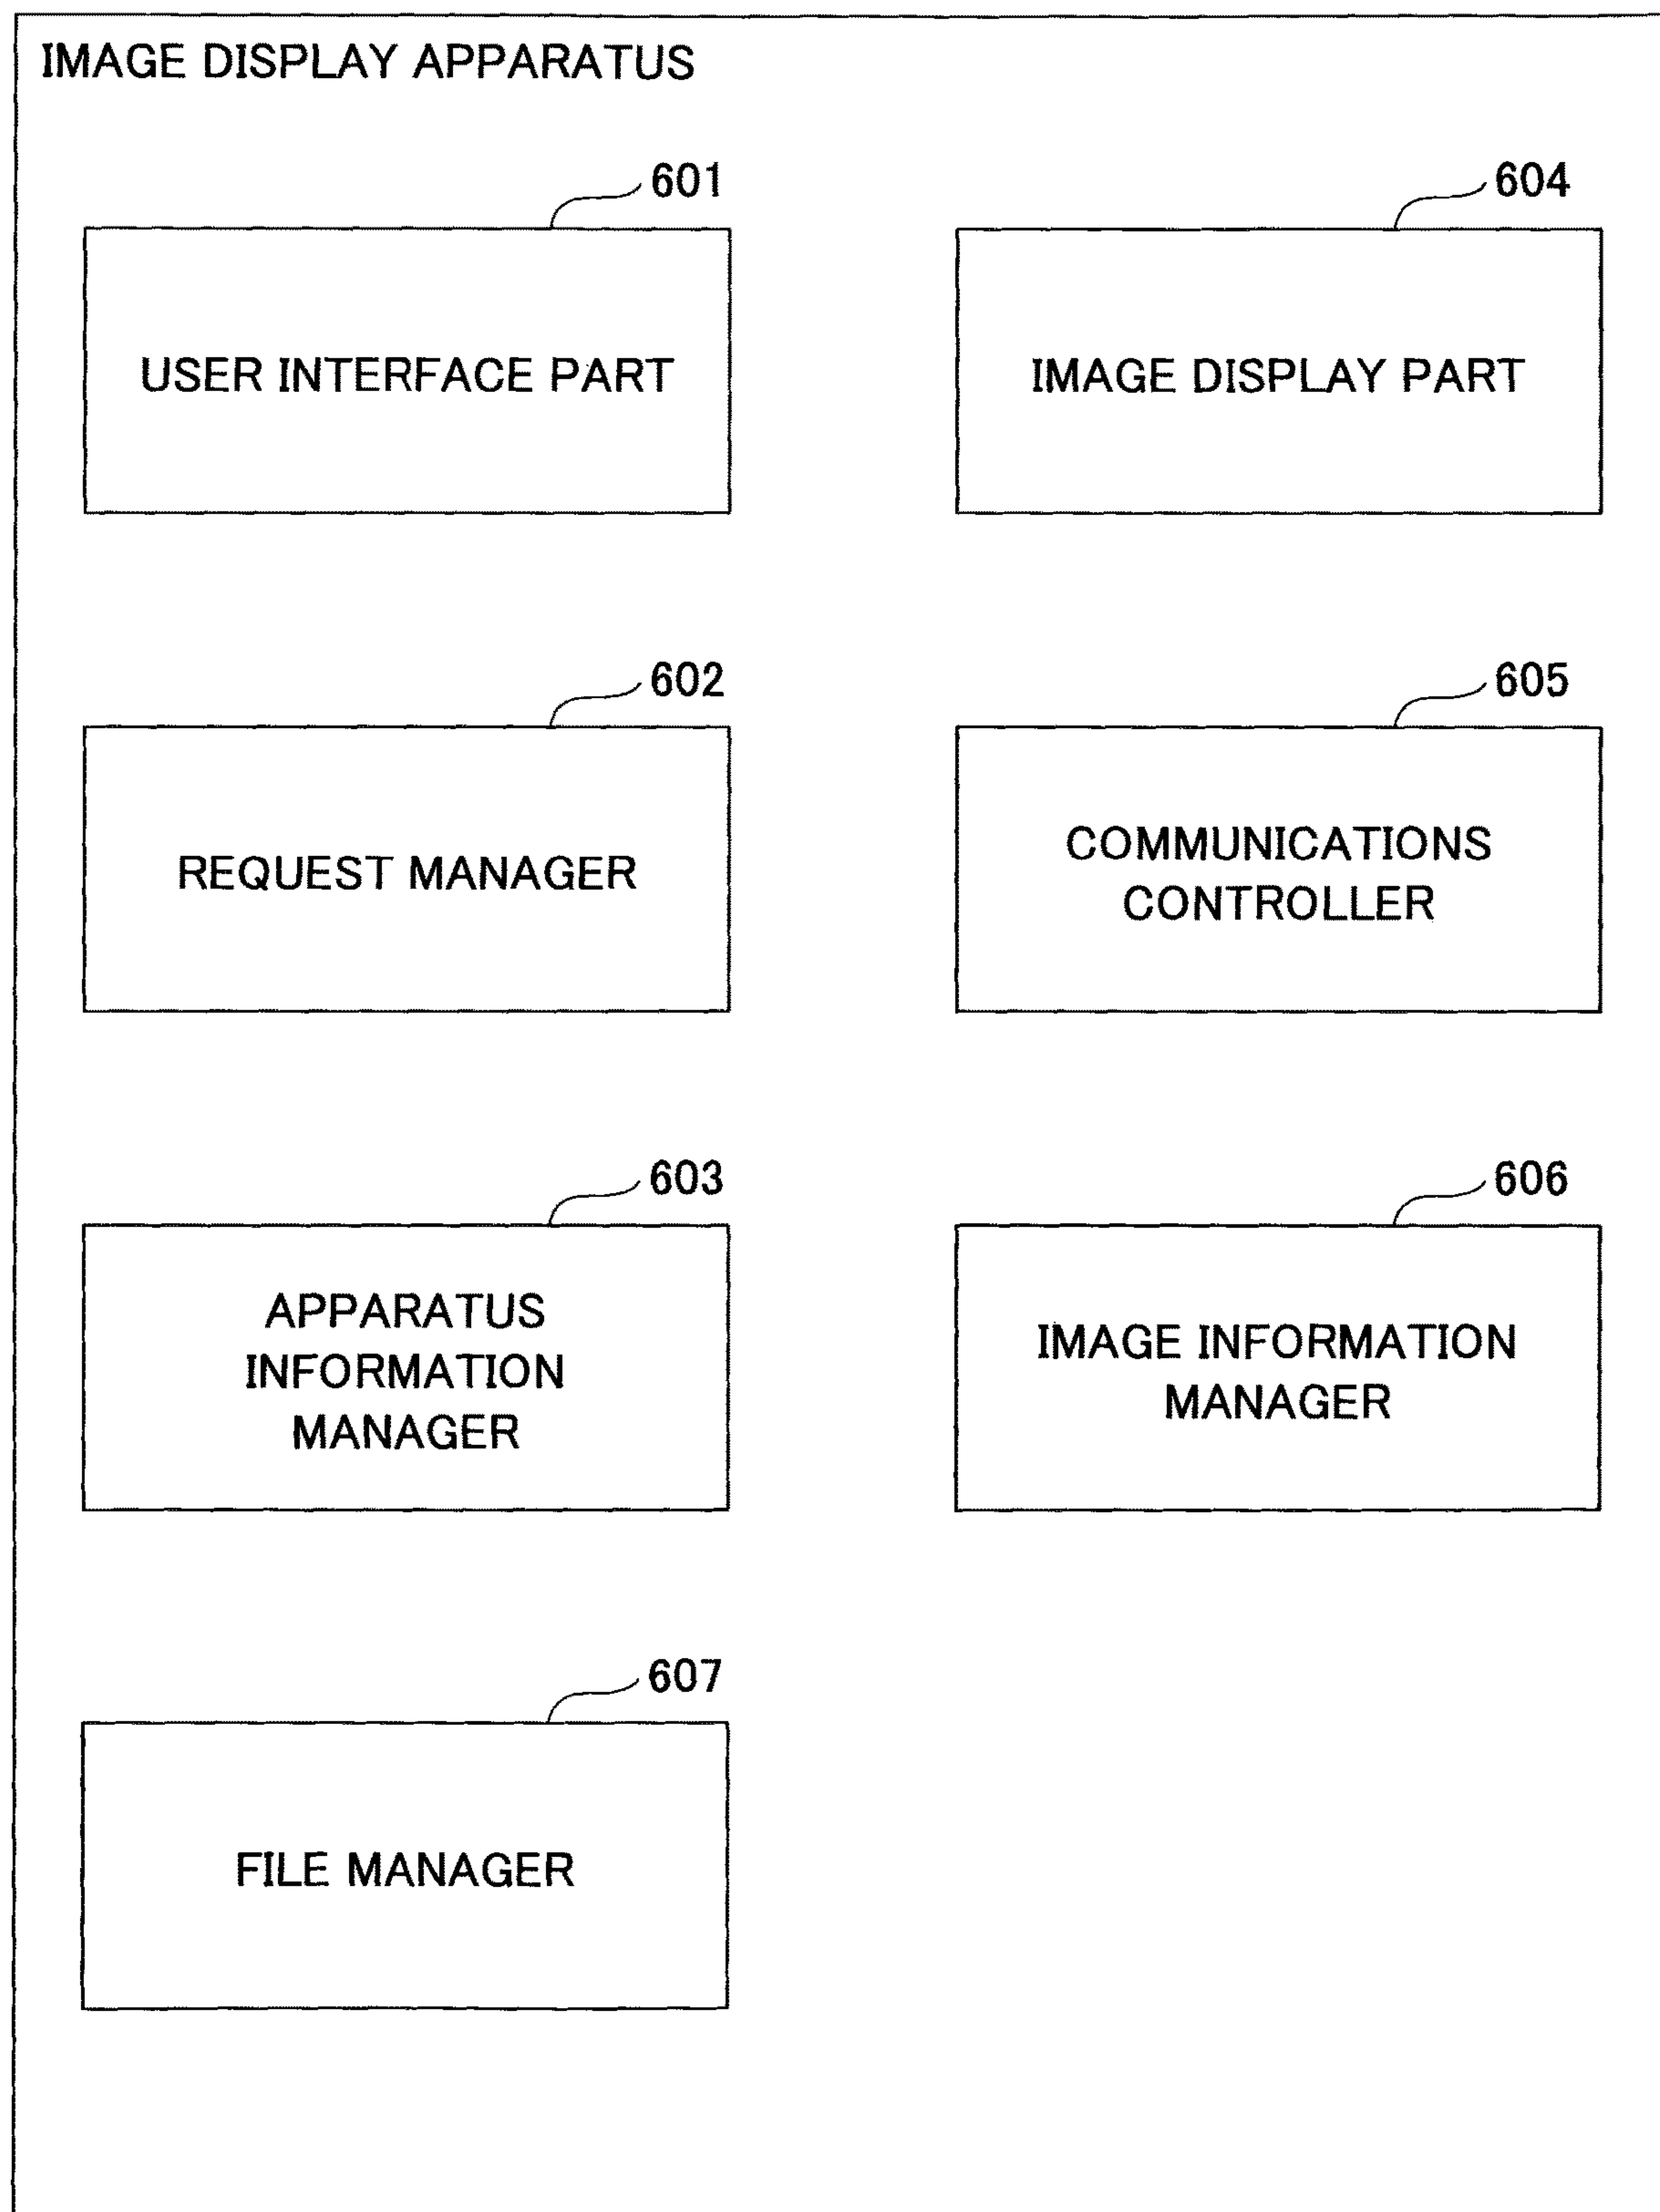 IMAGE DISPLAY APPARATUS
601
USER INTERFACE PART
604
IMAGE DISPLAY PART
602
REQUEST MANAGER
605
COMMUNICATIONS
CONTROLLER
603
APPARATUS
INFORMATION
MANAGER
606
IMAGE INFORMATION
MANAGER
607
FILE MANAGER